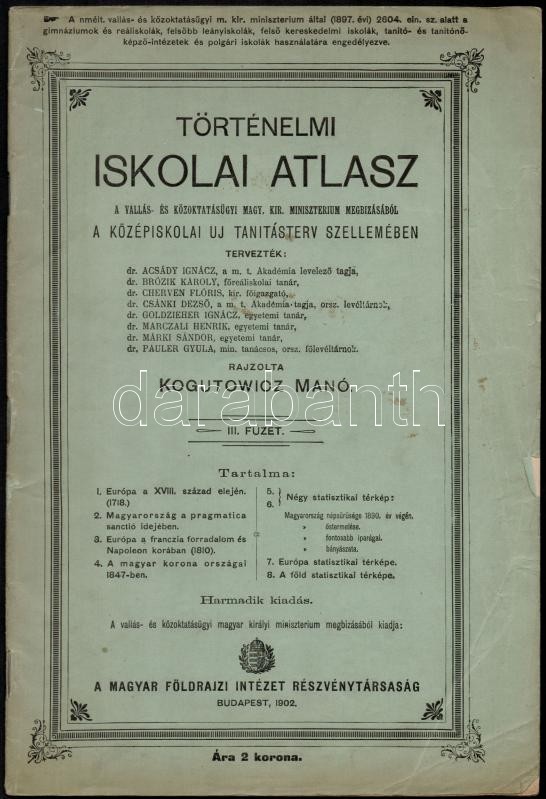 A nmélt. vallás- és közoktatásügyi m. kir. miniszterium által (1897. évi) 2604. ein. sz. alatt a
gimnáziumok és reáliskolák, felsőbb leányiskolák, felső kereskedelmi iskolák, tanító- és tanítónő-
képző-intézetek és polgári iskolák használatára engedélyezve.
TÖRTÉNELMI
ISKOLAI ATLASZ
A VALLÁS- ÉS KÖZOKTATÁSÜGYI MAGY. KIR. MINISZTERIUM MEGBIZÁSÁBÓL
A KÖZÉPISKOLAI UJ TANITÁSTERV SZELLEMÉBEN
TERVEZTÉK:
dr. ACSÁDY IGNÁCZ, a m. t. Akadémia levelező tagja,
dr. BRÓZIK KAROLY, főreáliskolai tanár,
dr. CHERVEN FLÓRIS, kir. főigazgató,
dr. CSÁNKI DEZSŐ, a m. t. Akadémia tagja, orsz. levéltárnok,
dr. GOLDZIEHER IGNÁCZ, egyetemi tanár,
dr. MARCZALI HENRIK, egyetemi tanár,
dr. MÁRKI SÁNDOR, egyetemi tanár,
dr. PAULER GYULA, min. tanácsos, orsz. főlevéltárnok.
RAJZOLTA
KOGUTOWICZ MANÓ.
darabanth
III. FÜZET.
Tartalma:
1. Európa a XVIII. század elején.
(1718.)
2. Magyarország a pragmatica
sanctió idejében.
3. Európa a franczia forradalom és
Napoleon korában (1810).
4. A magyar korona országai
1847-ben.
5. } Négy statisztikai térkép:
6.
Magyarország népsürüsége 1890. év végén.
» őstermelése.
» fontosabb iparágai.
» bányászata.
7. Európa statisztikai térképe.
8. A föld statisztikai térképe.
Harmadik kiadás.
A vallás- és közoktatásügyi magyar királyi miniszterium megbizásából kiadja:
A MAGYAR FÖLDRAJZI INTÉZET RÉSZVÉNYTÁRSASÁG
BUDAPEST, 1902.
Ára 2 korona.